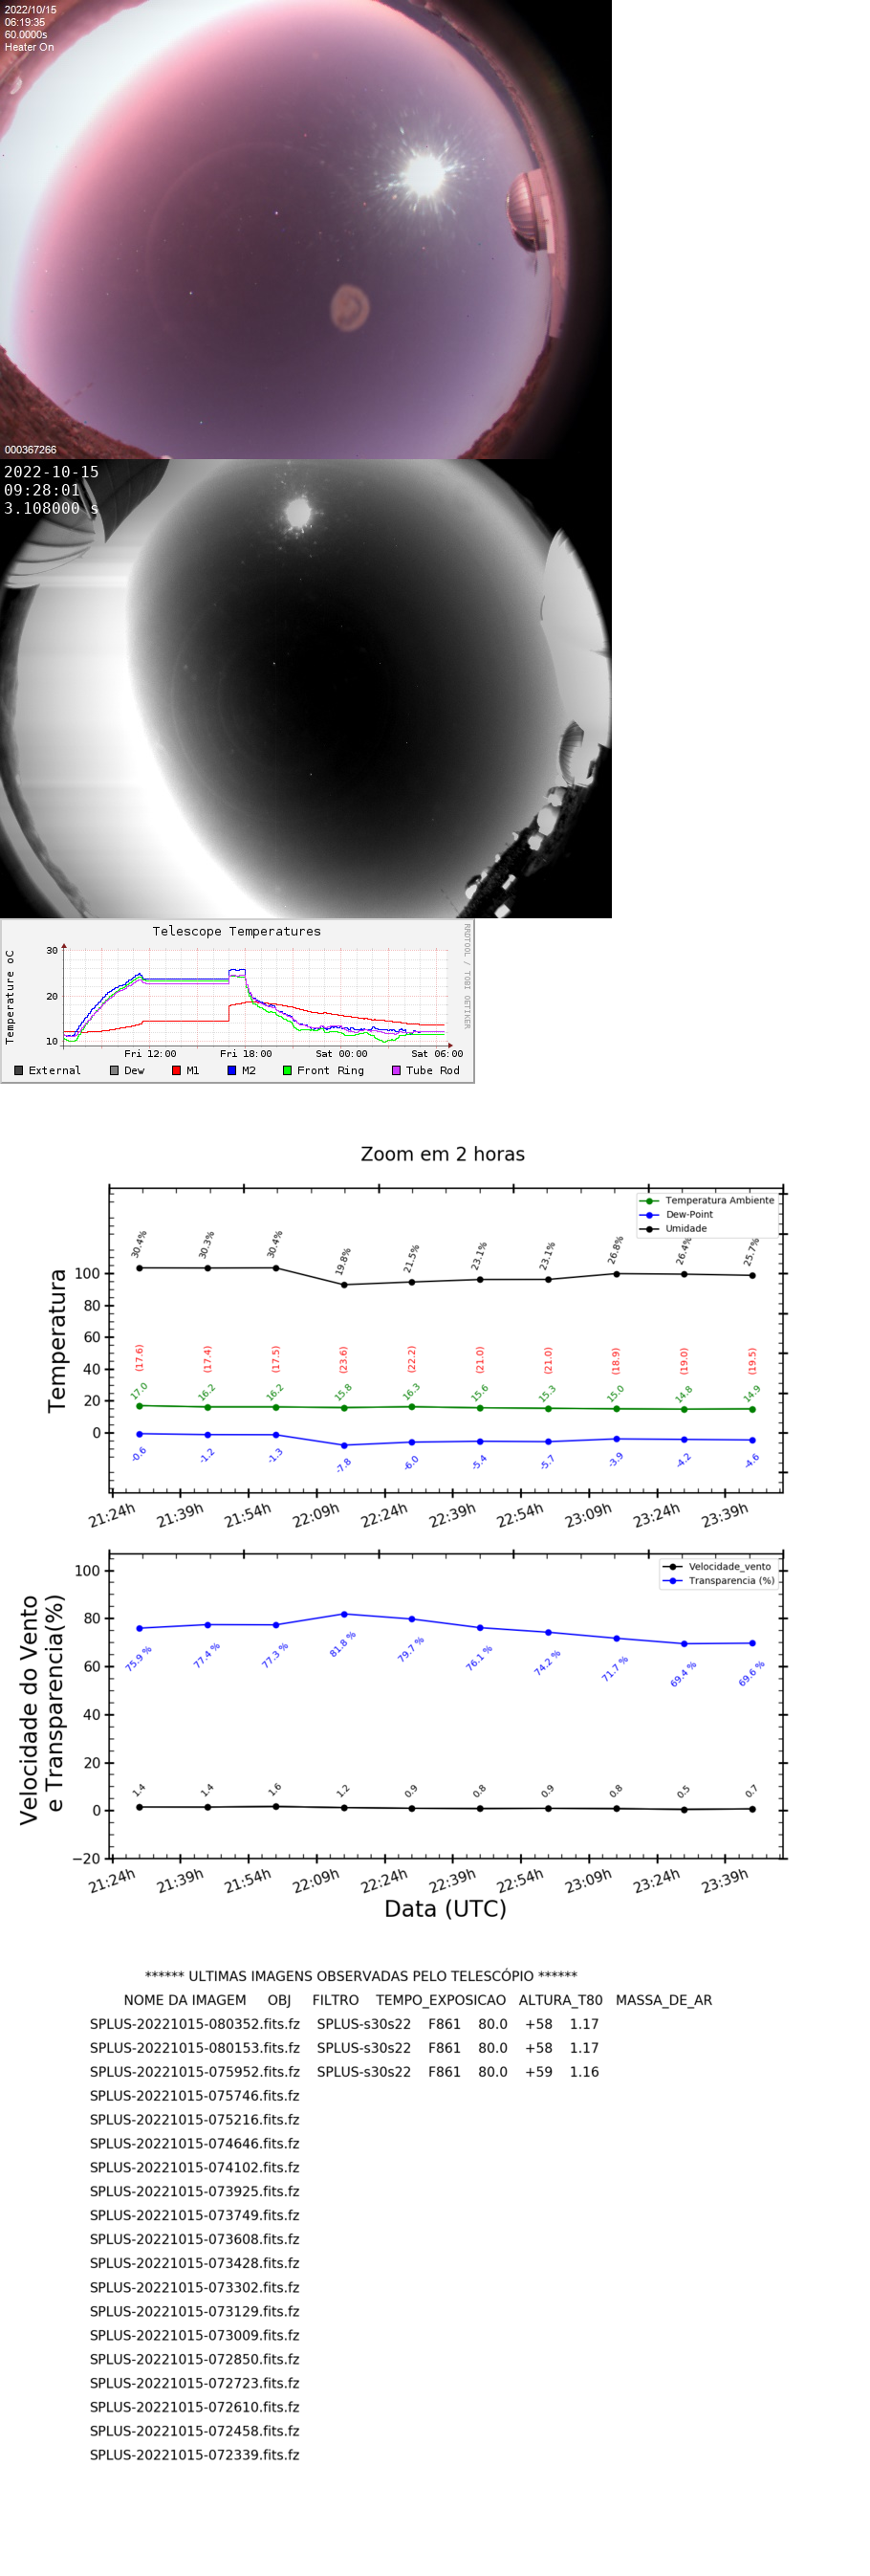 2022/10/15
06:19:35
60.0000s
Heater On
000367266
2022-10-15
09:28:01
3.108000 s
Telescope Temperatures
RRDTOOL / TOBI OETIKER
Temperature oC
30
20
10
Fri 12:00 Fri 18:00 Sat 00:00 Sat 06:00
External Dew M1 M2 Front Ring Tube Rod
Zoom em 2 horas
Temperatura Ambiente
Dew-Point
Umidade
Temperatura
30.4% 30.3% 30.4% 19.8% 21.5% 23.1% 23.1% 26.8% 26.4% 25.7%
100
80
60
40
20
0
(17.6) (17.4) (17.5) (23.6) (22.2) (21.0) (21.0) (18.9) (19.0) (19.5)
17.0 16.2 16.2 15.8 16.3 15.6 15.3 15.0 14.8 14.9
-0.6 -1.2 -1.3 -7.8 -6.0 -5.4 -5.7 -3.9 -4.2 -4.6
21:24h 21:39h 21:54h 22:09h 22:24h 22:39h 22:54h 23:09h 23:24h 23:39h
Velocidade_vento
Transparencia (%)
Velocidade do Vento
e Transparencia(%)
100
80
60
40
20
0
−20
75.9 % 77.4 % 77.3 % 81.8 % 79.7 % 76.1 % 74.2 % 71.7 % 69.4 % 69.6 %
1.4 1.4 1.6 1.2 0.9 0.8 0.9 0.8 0.5 0.7
21:24h 21:39h 21:54h 22:09h 22:24h 22:39h 22:54h 23:09h 23:24h 23:39h
Data (UTC)
****** ULTIMAS IMAGENS OBSERVADAS PELO TELESCÓPIO ******
NOME DA IMAGEM OBJ FILTRO TEMPO_EXPOSICAO ALTURA_T80 MASSA_DE_AR
SPLUS-20221015-080352.fits.fz SPLUS-s30s22 F861 80.0 +58 1.17
SPLUS-20221015-080153.fits.fz SPLUS-s30s22 F861 80.0 +58 1.17
SPLUS-20221015-075952.fits.fz SPLUS-s30s22 F861 80.0 +59 1.16
SPLUS-20221015-075746.fits.fz
SPLUS-20221015-075216.fits.fz
SPLUS-20221015-074646.fits.fz
SPLUS-20221015-074102.fits.fz
SPLUS-20221015-073925.fits.fz
SPLUS-20221015-073749.fits.fz
SPLUS-20221015-073608.fits.fz
SPLUS-20221015-073428.fits.fz
SPLUS-20221015-073302.fits.fz
SPLUS-20221015-073129.fits.fz
SPLUS-20221015-073009.fits.fz
SPLUS-20221015-072850.fits.fz
SPLUS-20221015-072723.fits.fz
SPLUS-20221015-072610.fits.fz
SPLUS-20221015-072458.fits.fz
SPLUS-20221015-072339.fits.fz